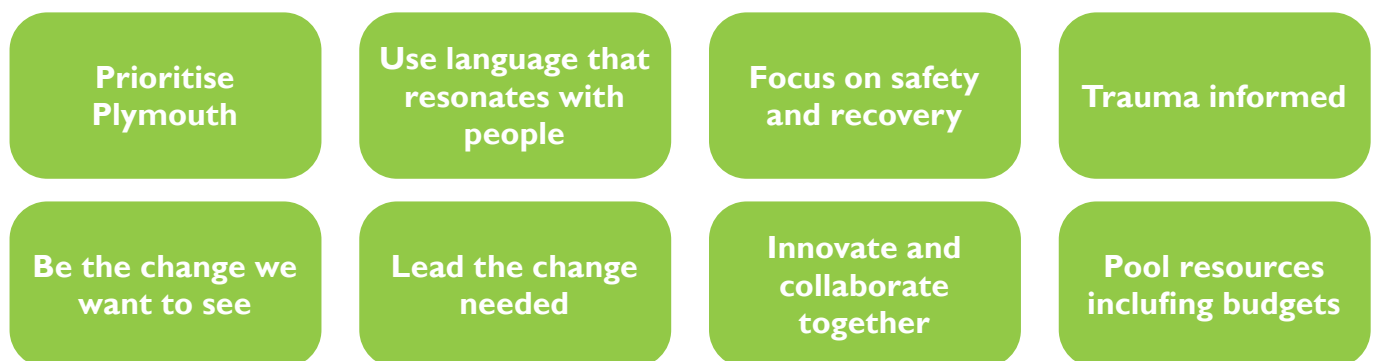 Prioritise
Plymouth
Use language that
resonates with
people
Focus on safety
and recovery
Trauma informed
Be the change we
want to see
Lead the change
needed
Innovate and
collaborate
together
Pool resources
inclufing budgets